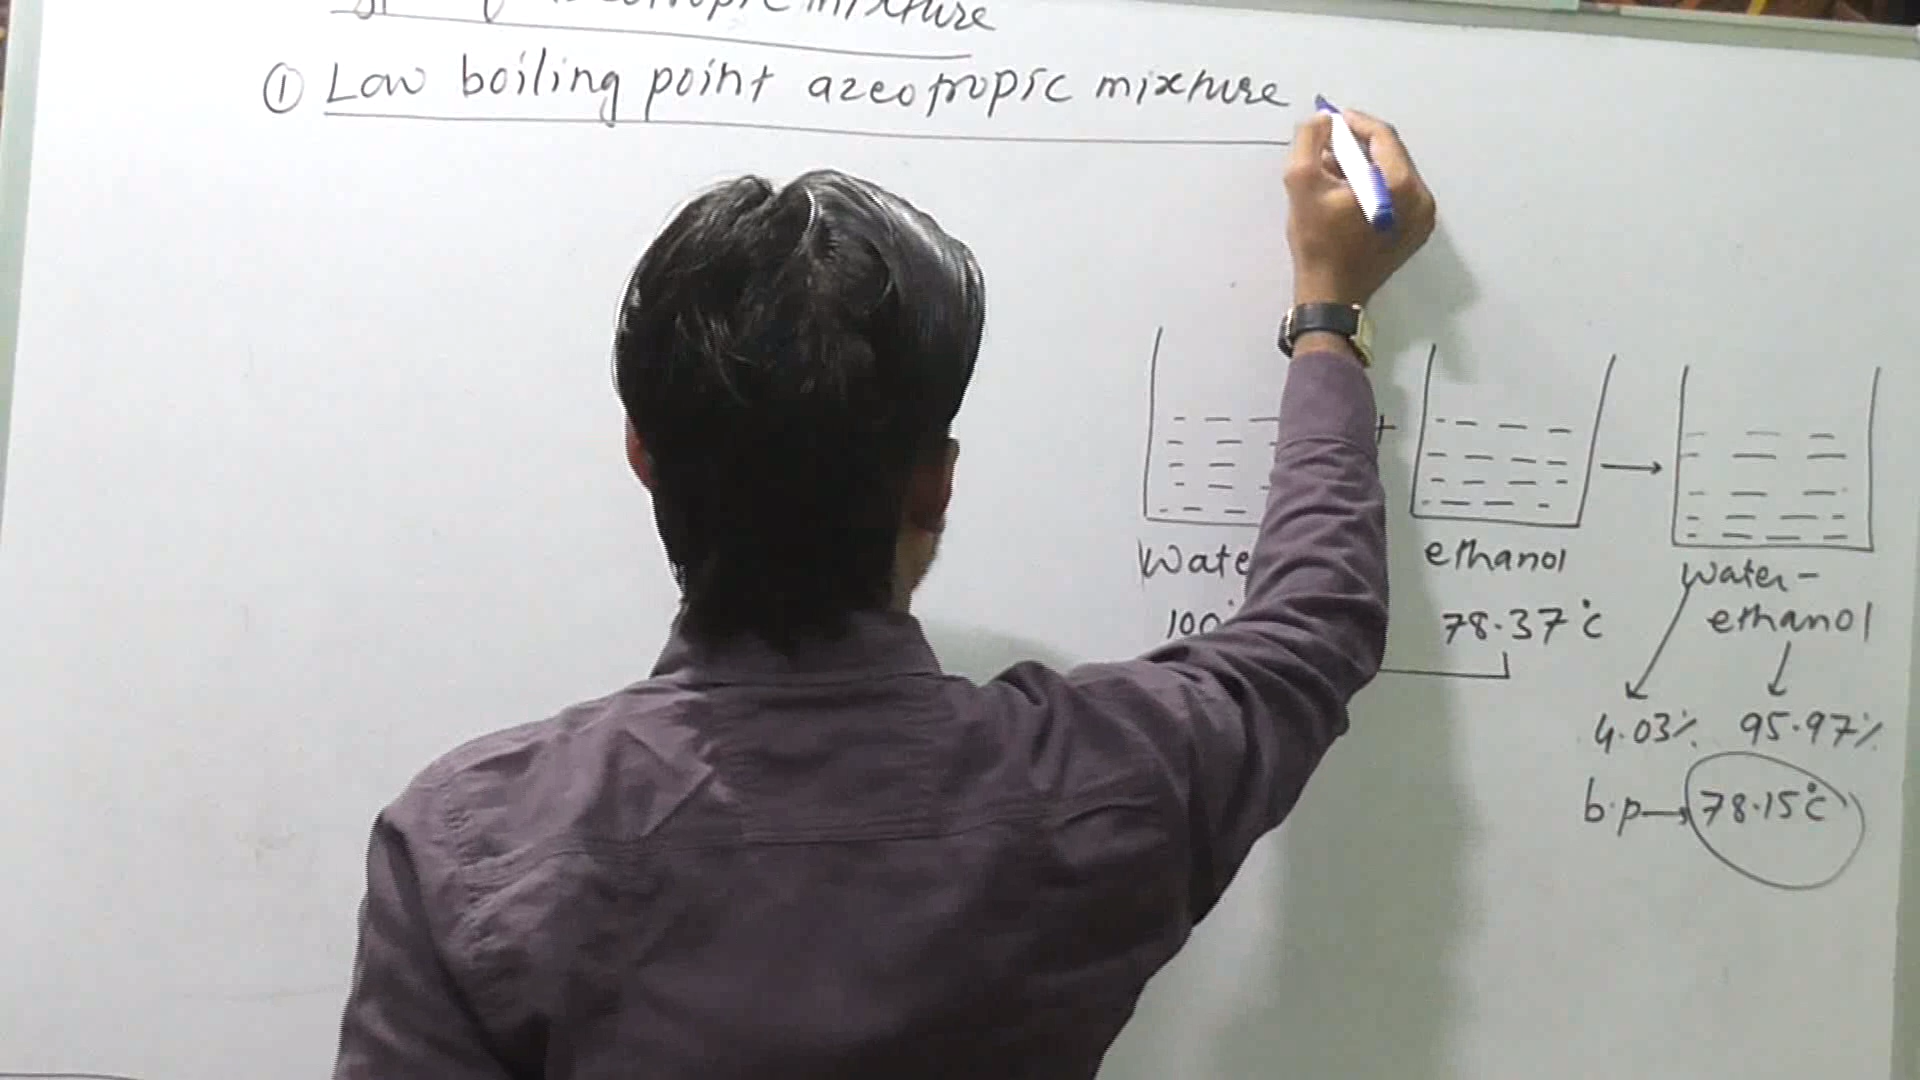 mixture
① Low boiling point azeotropic mixture
+
Wate
ethanol
water-
ethanol
100°
78.37°c
4.03%
95.97%
b.p→ 78.15°c